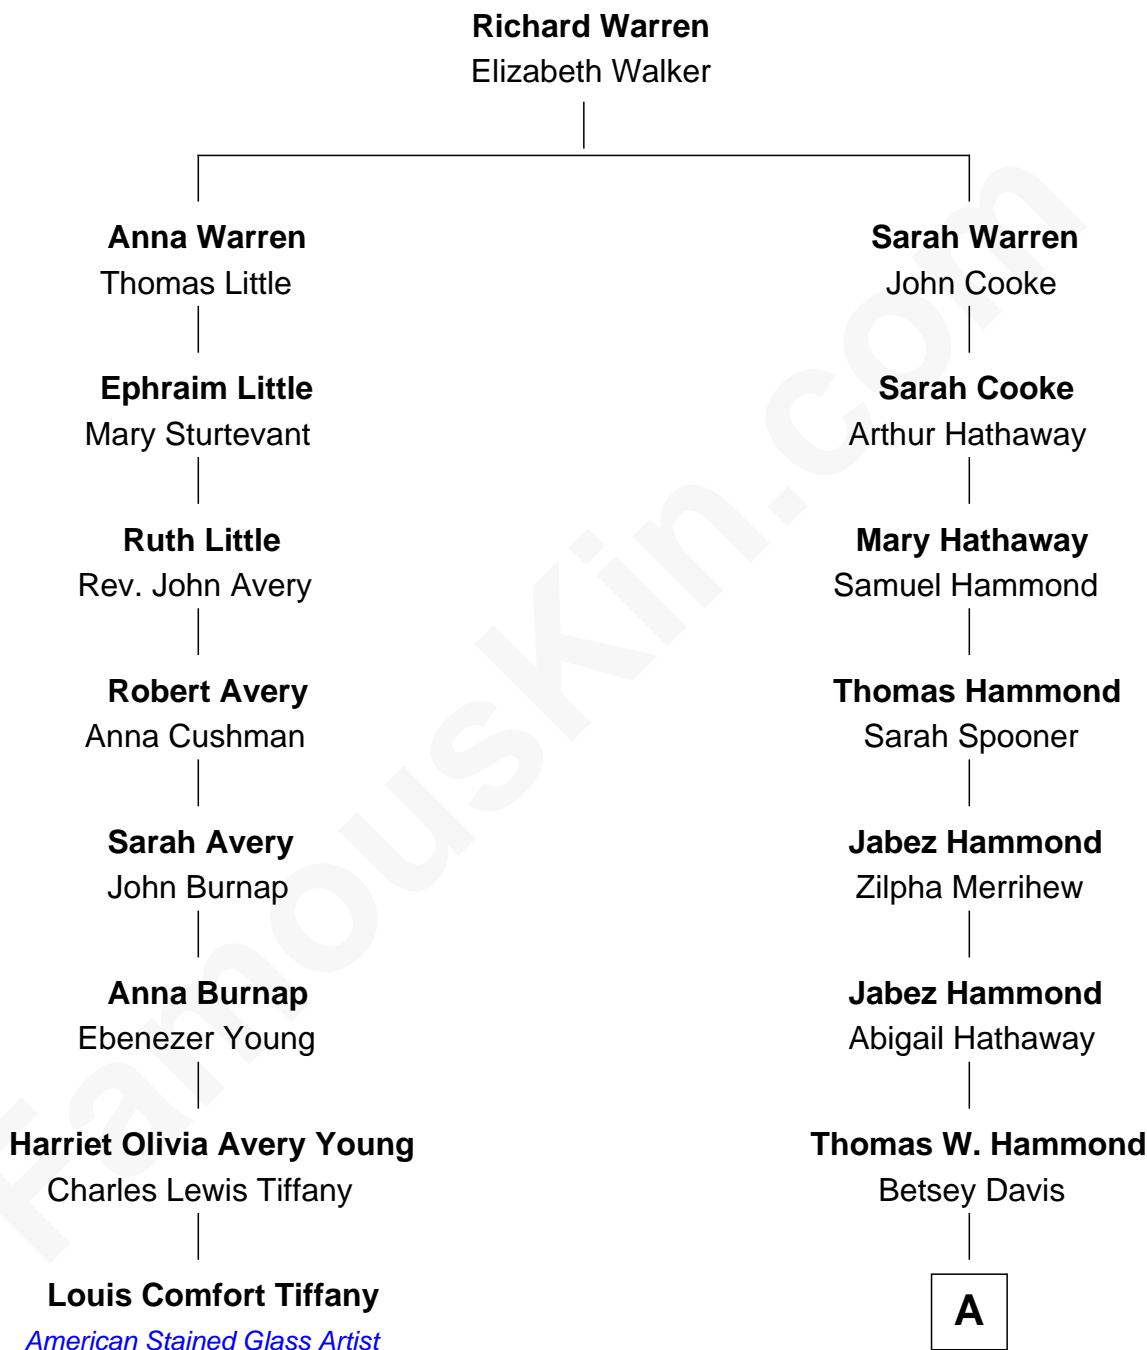 Richard Warren
Elizabeth Walker
Anna Warren
Thomas Little
Sarah Warren
John Cooke
Ephraim Little
Mary Sturtevant
Sarah Cooke
Arthur Hathaway
Ruth Little
Rev. John Avery
Mary Hathaway
Samuel Hammond
Robert Avery
Anna Cushman
Thomas Hammond
Sarah Spooner
Sarah Avery
John Burnap
Jabez Hammond
Zilpha Merrihew
Anna Burnap
Ebenezer Young
Jabez Hammond
Abigail Hathaway
Harriet Olivia Avery Young
Charles Lewis Tiffany
Thomas W. Hammond
Betsey Davis
Louis Comfort Tiffany
American Stained Glass Artist
A
FamousKin.com